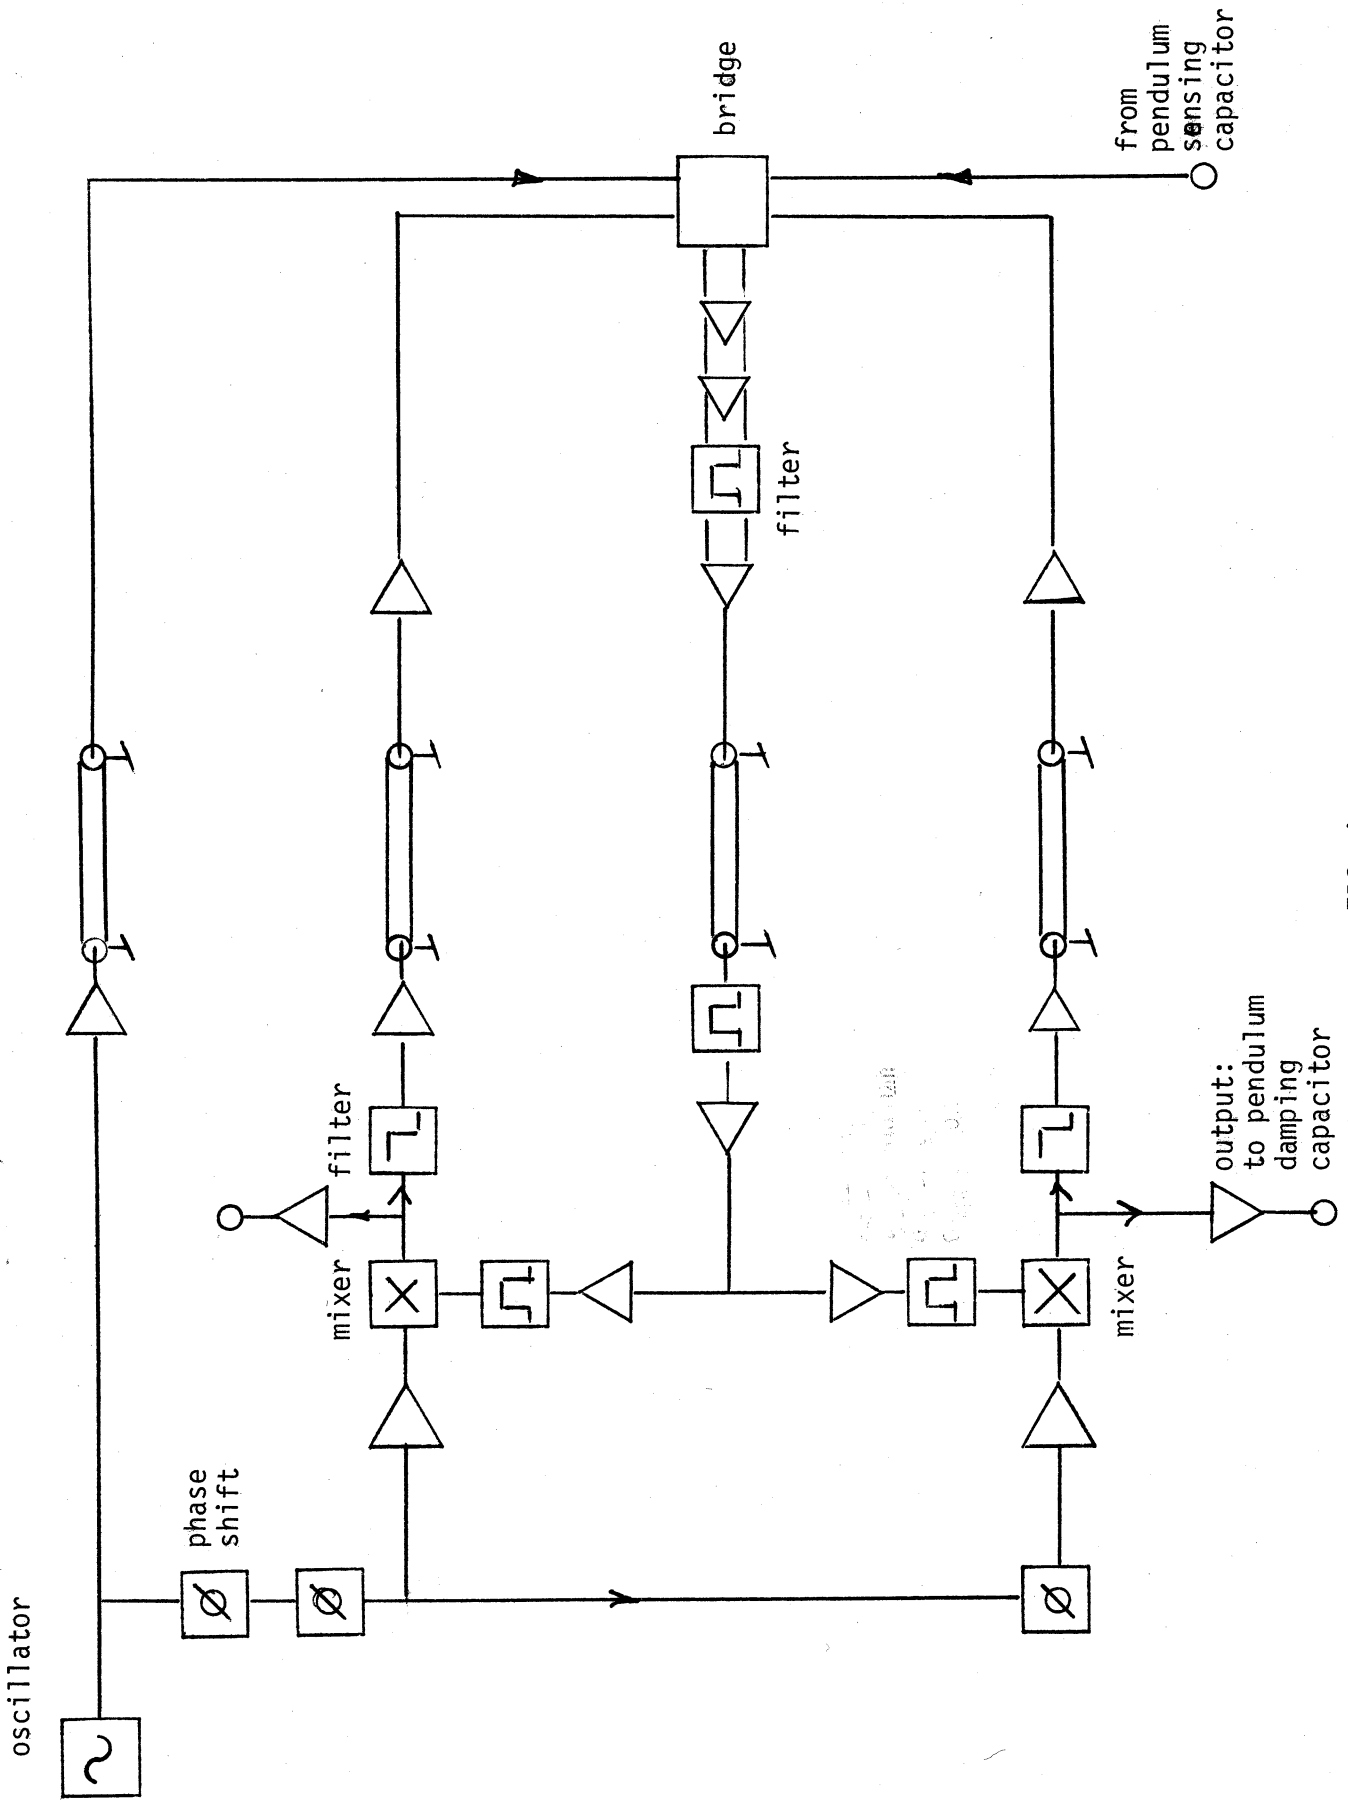 oscillator
phase
shift
mixer
filter
filter
bridge
mixer
output:
to pendulum
damping
capacitor
from
pendulum
sensing
capacitor